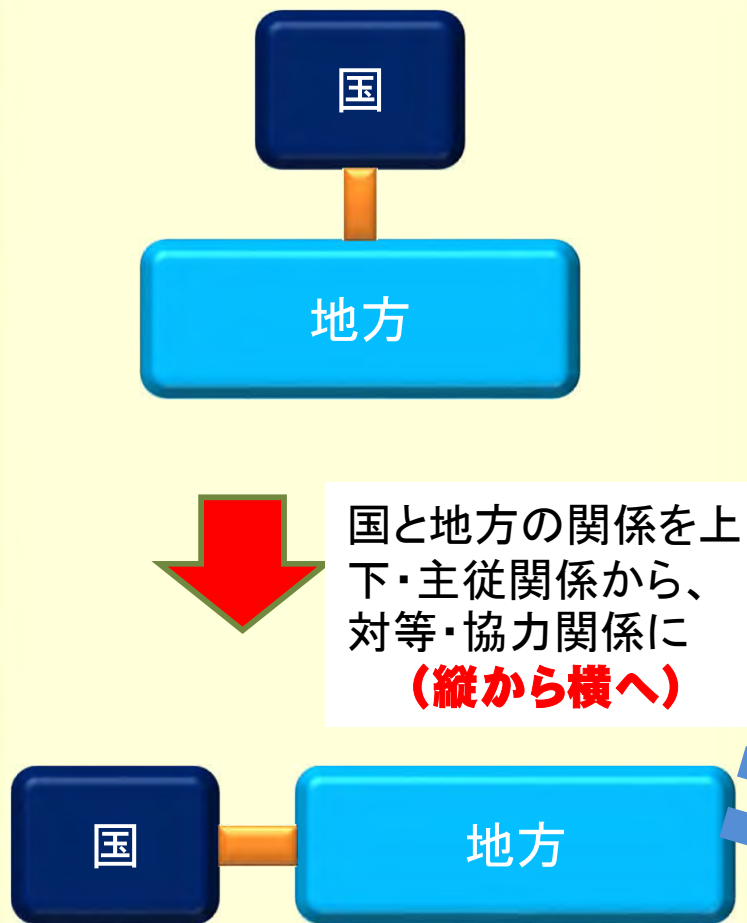 国
地方
国と地方の関係を上
下・主従関係から、
対等・協力関係に
（縦から横へ）
国
地方